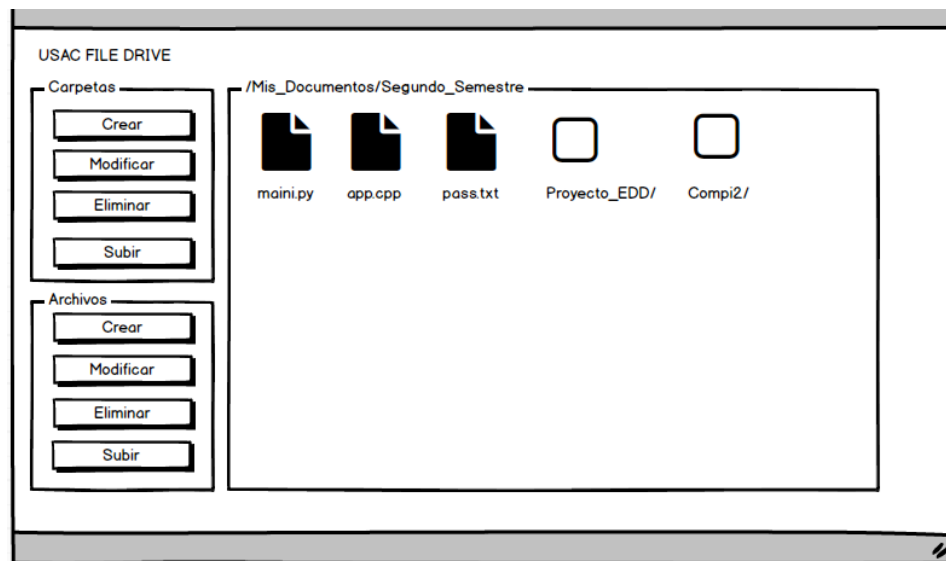 USAC FILE DRIVE
Carpetas
Crear
Modificar
Eliminar
Subir
Archivos
Crear
Modificar
Eliminar
Subir
/Mis_Documentos/Segundo_Semestre
maini.py app.cpp pass.txt Proyecto_EDD/ Compi2/